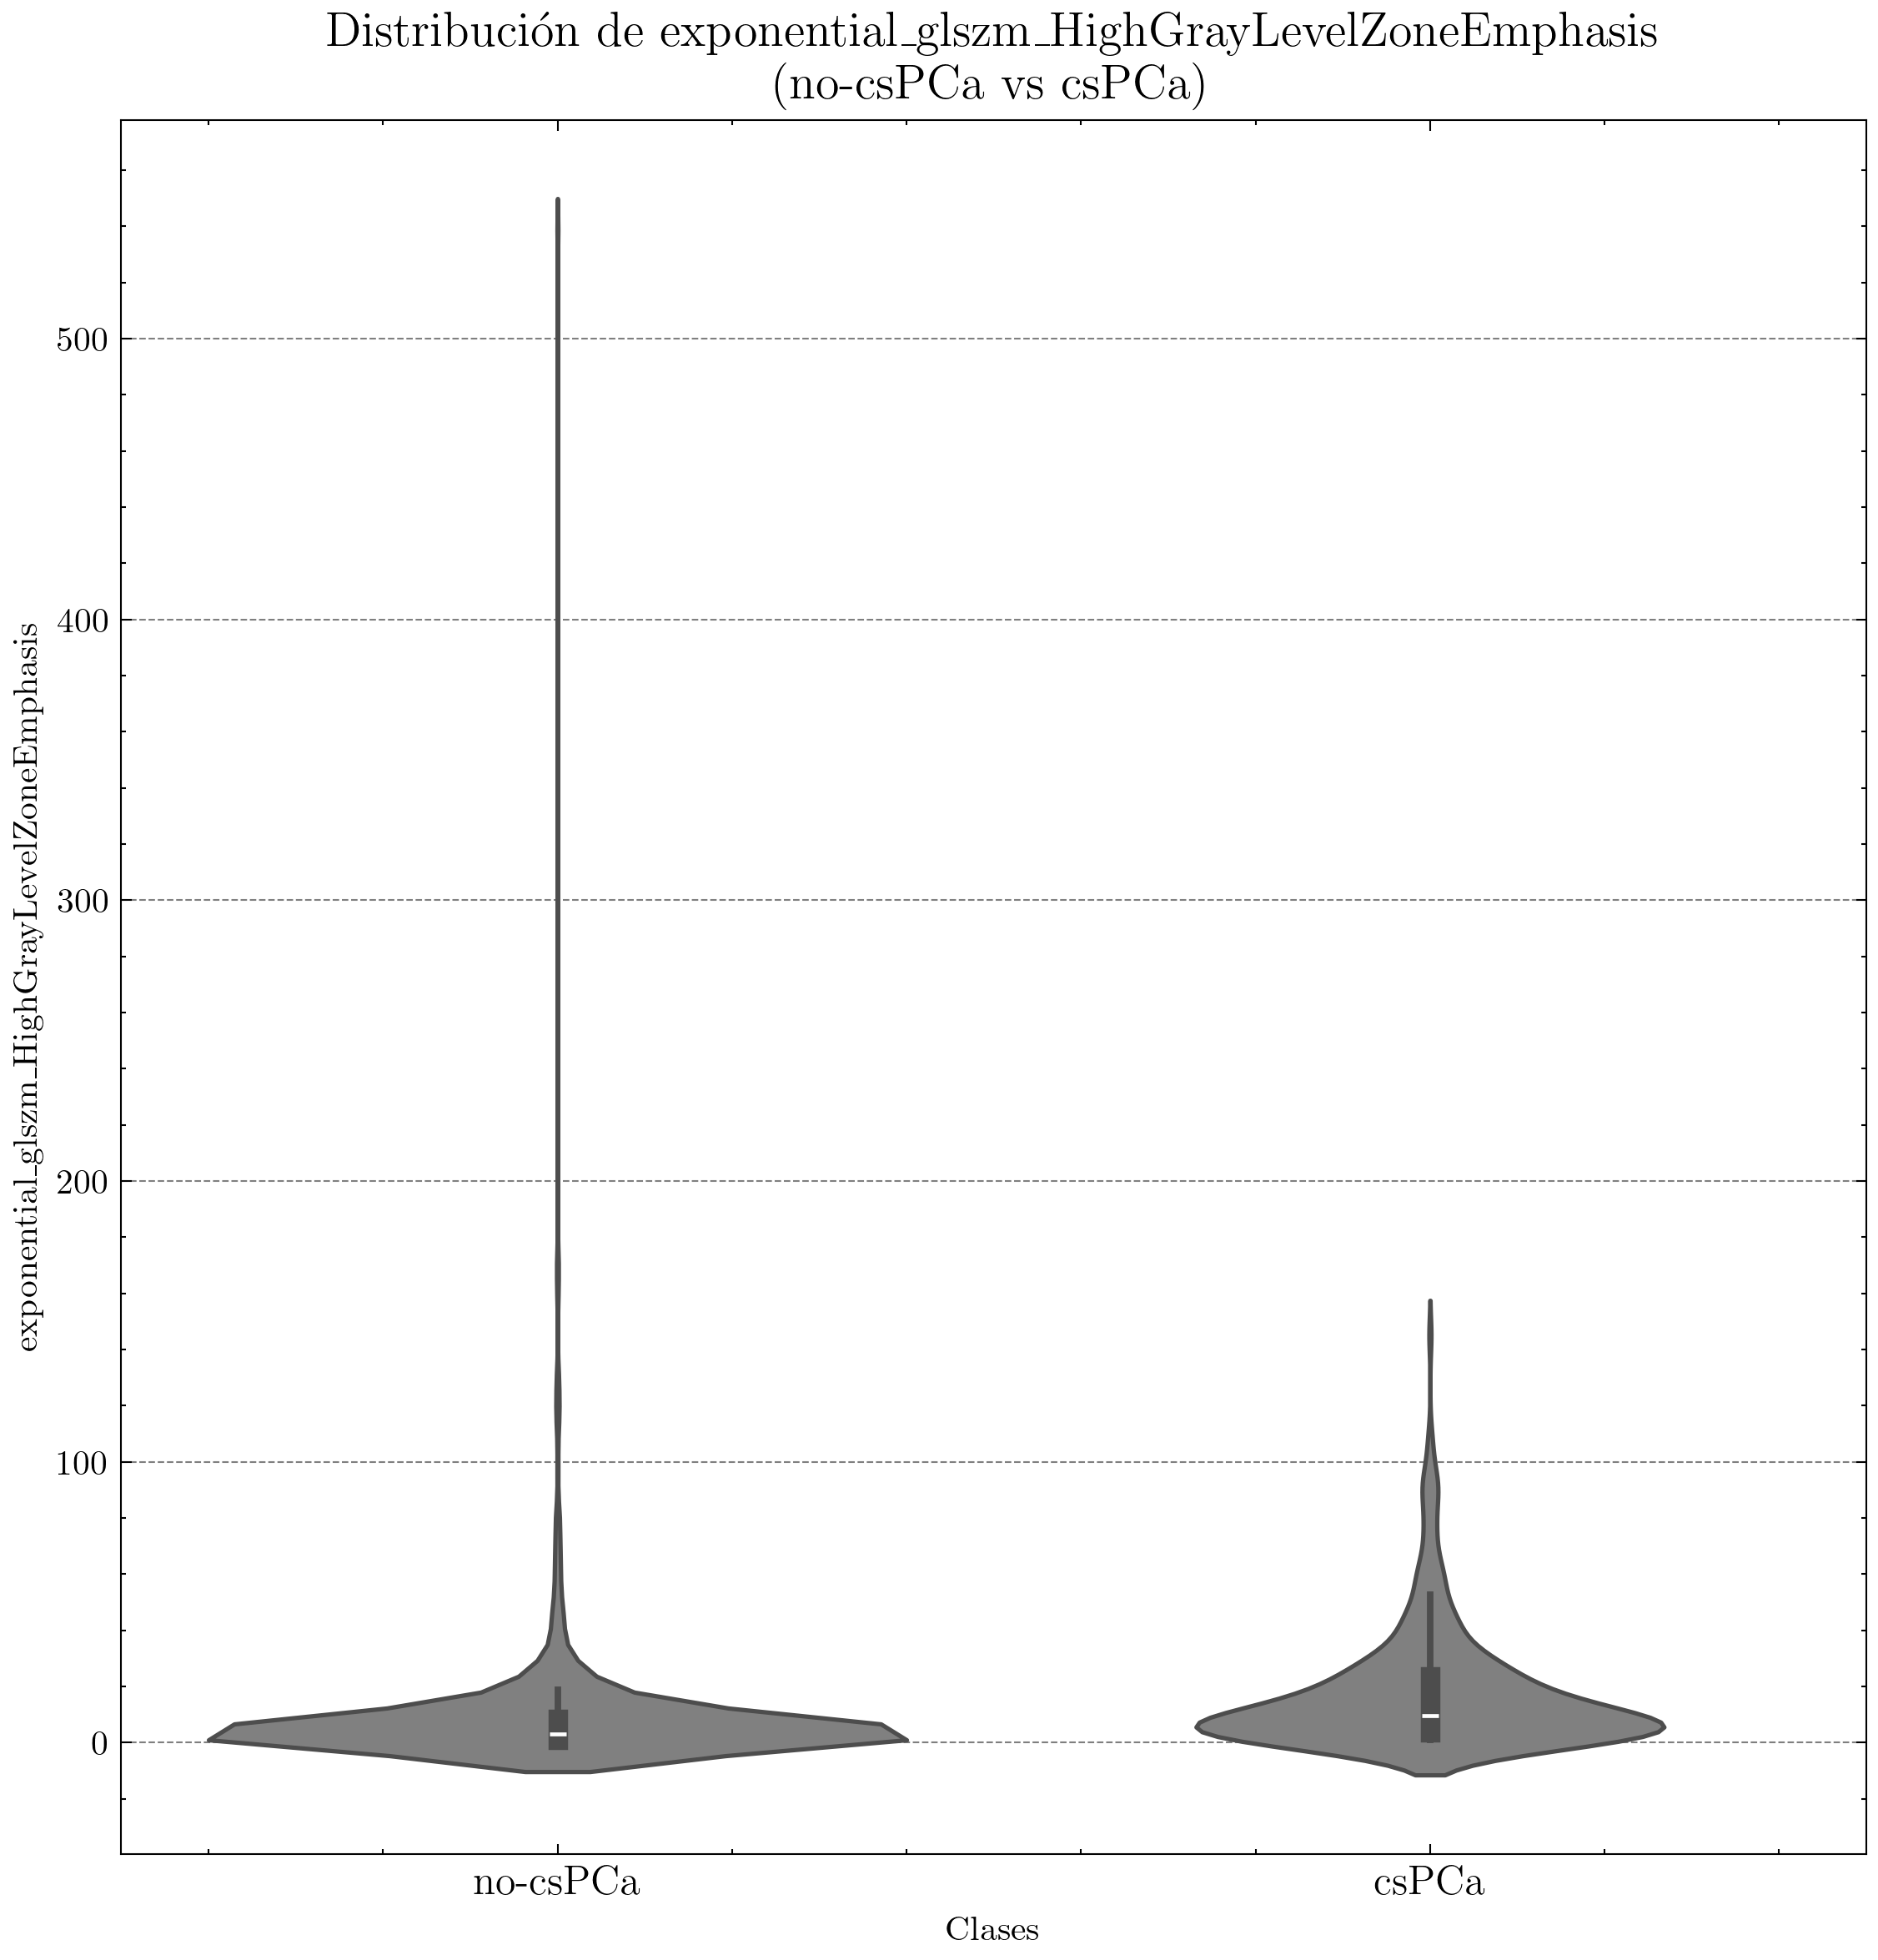 Distribución de exponential_glszm_HighGrayLevelZoneEmphasis
(no-csPCa vs csPCa)
exponential_glszm_HighGrayLevelZoneEmphasis
500
400
300
200
100
0
no-csPCa
csPCa
Clases